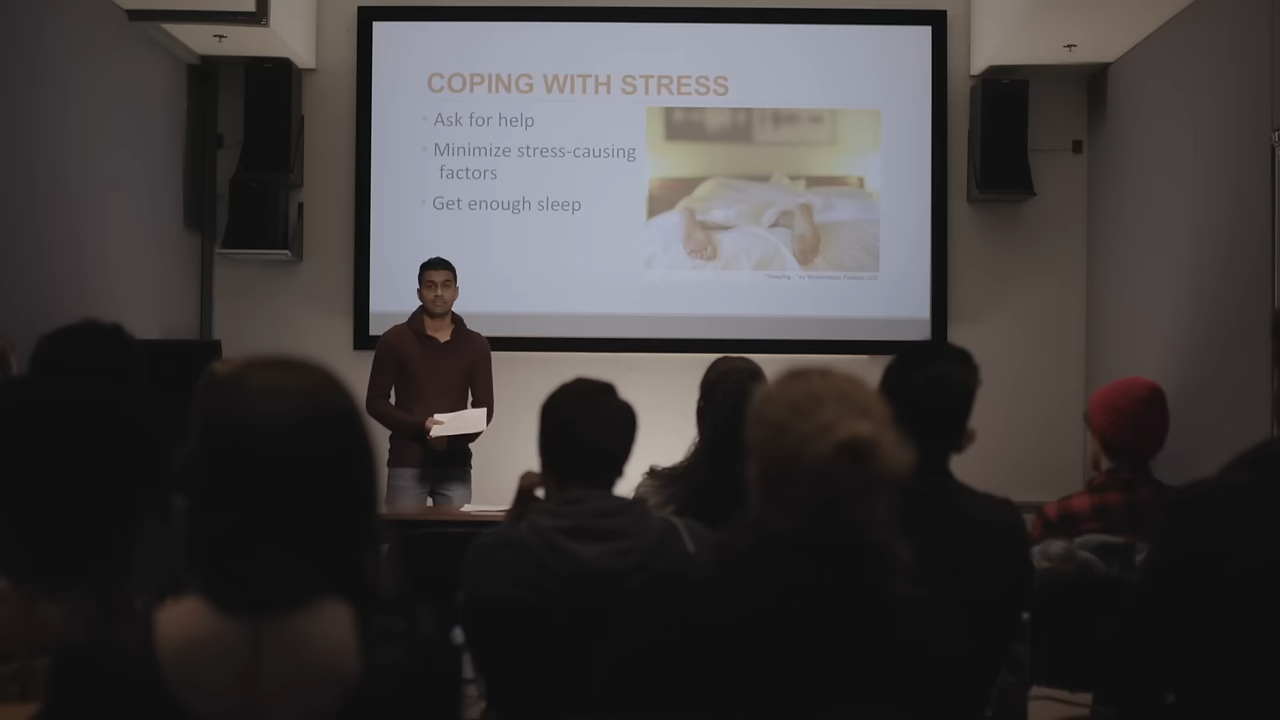 COPING WITH STRESS
Ask for help
Minimize stress-causing
factors
Get enough sleep